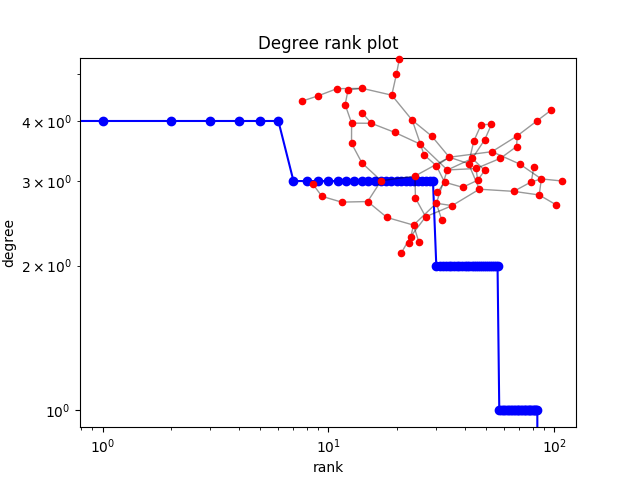 Degree rank plot
degree
4 × 10⁰
3 × 10⁰
2 × 10⁰
10⁰
10⁰ 10¹ 10²
rank